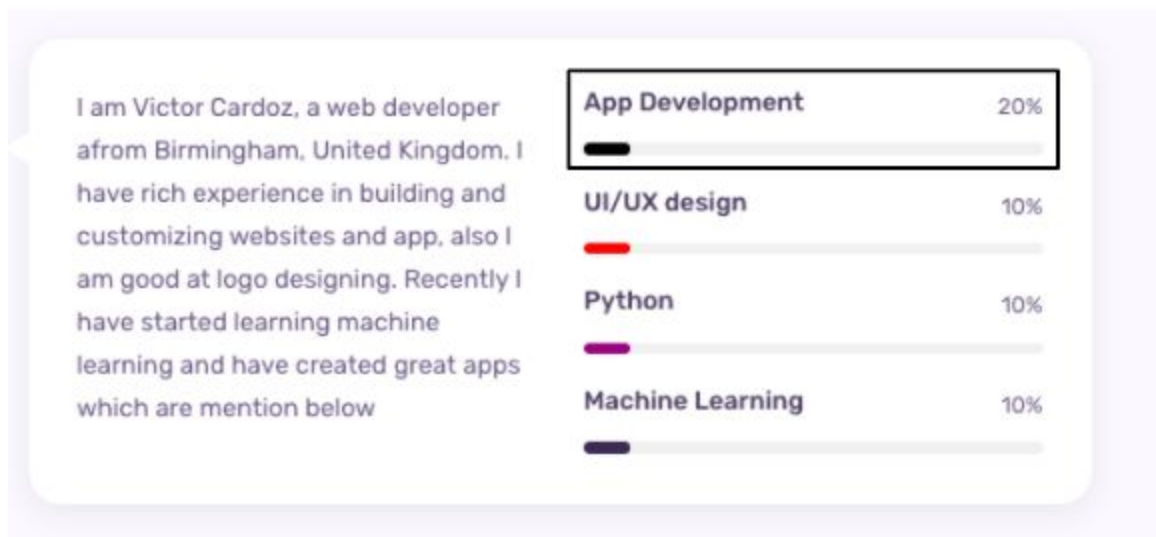 I am Victor Cardoz, a web developer
afrom Birmingham, United Kingdom. I
have rich experience in building and
customizing websites and app, also I
am good at logo designing. Recently I
have started learning machine
learning and have created great apps
which are mention below
App Development 20%
UI/UX design 10%
Python 10%
Machine Learning 10%